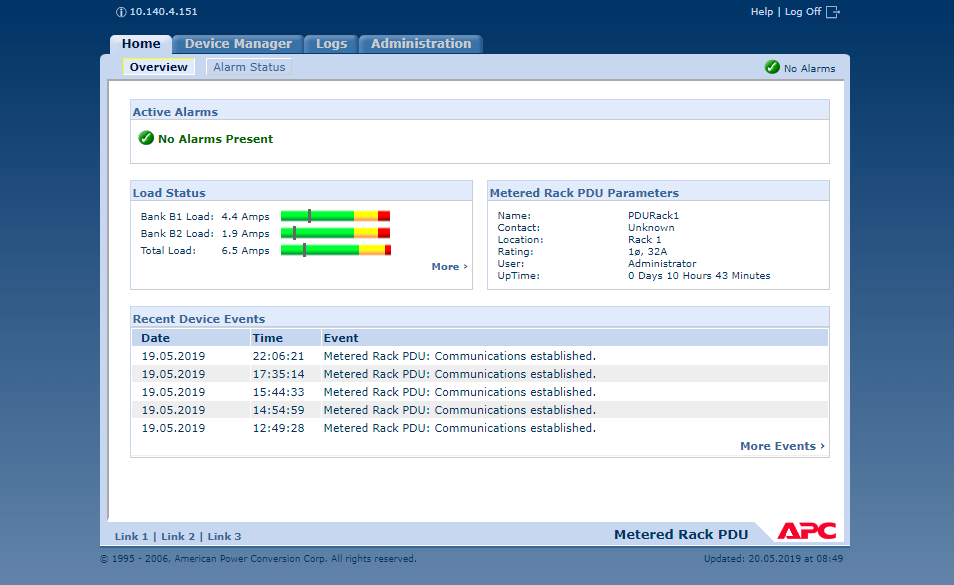 10.140.4.151
Help | Log Off
Home Device Manager Logs Administration
Overview Alarm Status No Alarms
Active Alarms
No Alarms Present
Load Status
Bank B1 Load: 4.4 Amps
Bank B2 Load: 1.9 Amps
Total Load: 6.5 Amps
More ›
Metered Rack PDU Parameters
Name: PDURack1
Contact: Unknown
Location: Rack 1
Rating: 1ø, 32A
User: Administrator
UpTime: 0 Days 10 Hours 43 Minutes
Recent Device Events
Date Time Event
19.05.2019 22:06:21 Metered Rack PDU: Communications established.
19.05.2019 17:35:14 Metered Rack PDU: Communications established.
19.05.2019 15:44:33 Metered Rack PDU: Communications established.
19.05.2019 14:54:59 Metered Rack PDU: Communications established.
19.05.2019 12:49:28 Metered Rack PDU: Communications established.
More Events ›
Link 1 | Link 2 | Link 3
Metered Rack PDU APC
© 1995 - 2006, American Power Conversion Corp. All rights reserved.
Updated: 20.05.2019 at 08:49